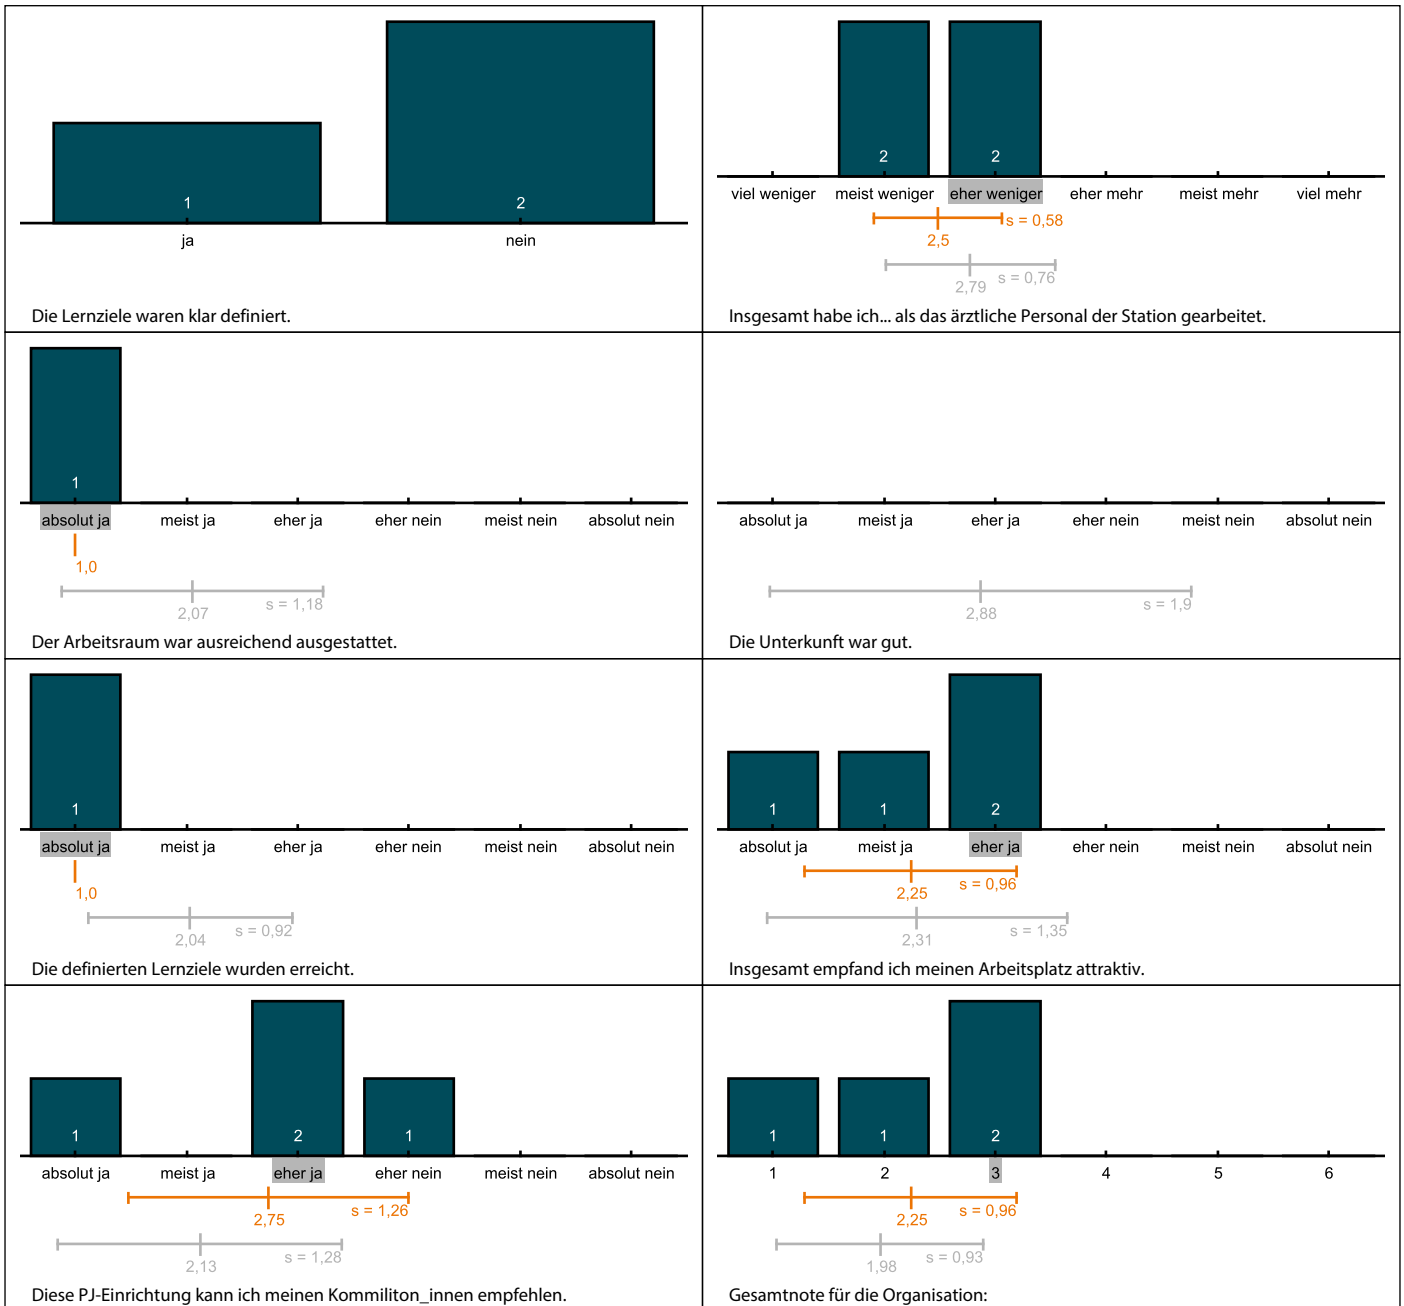 1
2
ja
nein
Die Lernziele waren klar definiert.
2
2
viel weniger
meist weniger
eher weniger
eher mehr
meist mehr
viel mehr
s = 0,58
2,5
s = 0,76
2,79
Insgesamt habe ich... als das ärztliche Personal der Station gearbeitet.
1
absolut ja
meist ja
eher ja
eher nein
meist nein
absolut nein
1,0
s = 1,18
2,07
Der Arbeitsraum war ausreichend ausgestattet.
absolut ja
meist ja
eher ja
eher nein
meist nein
absolut nein
s = 1,9
2,88
Die Unterkunft war gut.
1
absolut ja
meist ja
eher ja
eher nein
meist nein
absolut nein
1,0
s = 0,92
2,04
Die definierten Lernziele wurden erreicht.
1
1
2
absolut ja
meist ja
eher ja
eher nein
meist nein
absolut nein
s = 0,96
2,25
s = 1,35
2,31
Insgesamt empfand ich meinen Arbeitsplatz attraktiv.
1
2
1
absolut ja
meist ja
eher ja
eher nein
meist nein
absolut nein
s = 1,26
2,75
s = 1,28
2,13
Diese PJ-Einrichtung kann ich meinen Kommiliton_innen empfehlen.
1
1
2
1
2
3
4
5
6
s = 0,96
2,25
s = 0,93
1,98
Gesamtnote für die Organisation: